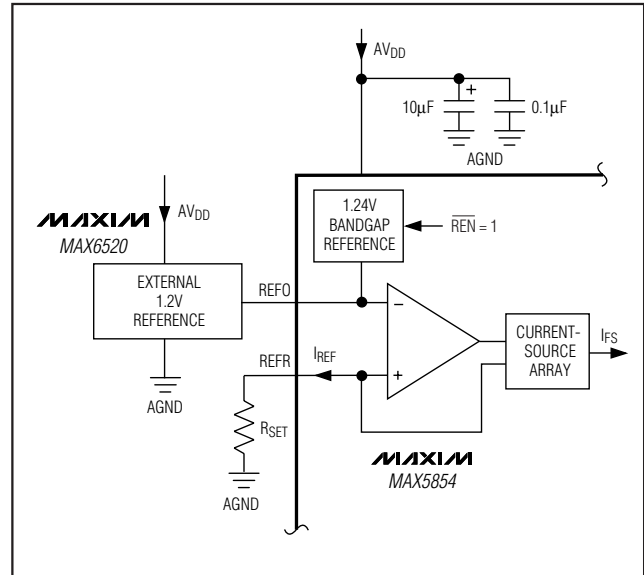 AVDD
+
10µF
0.1µF
AGND
MAXIM
MAX6520
AVDD
1.24V
BANDGAP
REFERENCE
R̅E̅N̅ = 1
EXTERNAL
1.2V
REFERENCE
REFO
−
CURRENT-
SOURCE
ARRAY
IFS
REFR
IREF
+
AGND
RSET
AGND
MAXIM
MAX5854